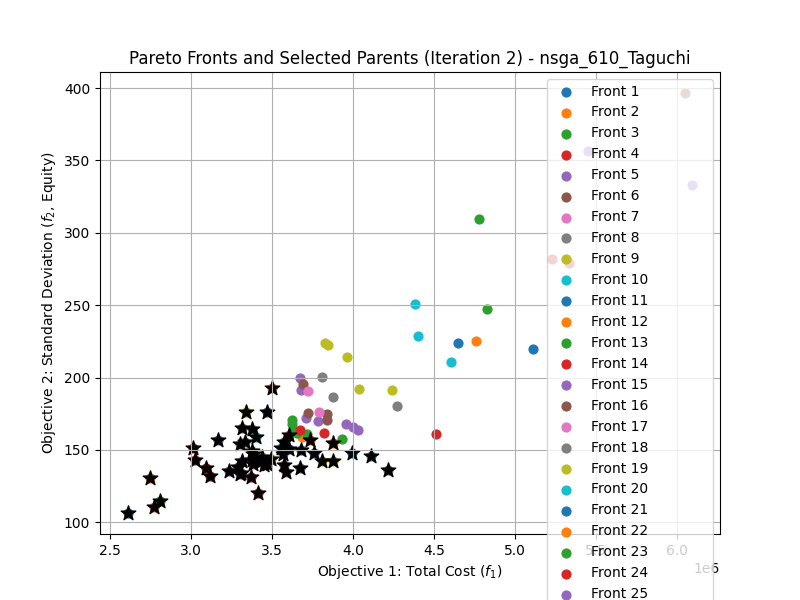 Pareto Fronts and Selected Parents (Iteration 2) - nsga_610_Taguchi
400
350
300
250
200
150
100
Objective 2: Standard Deviation (f₂, Equity)
2.5 3.0 3.5 4.0 4.5 5.0 5.5 6.0
1e6
Objective 1: Total Cost (f₁)
Front 1
Front 2
Front 3
Front 4
Front 5
Front 6
Front 7
Front 8
Front 9
Front 10
Front 11
Front 12
Front 13
Front 14
Front 15
Front 16
Front 17
Front 18
Front 19
Front 20
Front 21
Front 22
Front 23
Front 24
Front 25